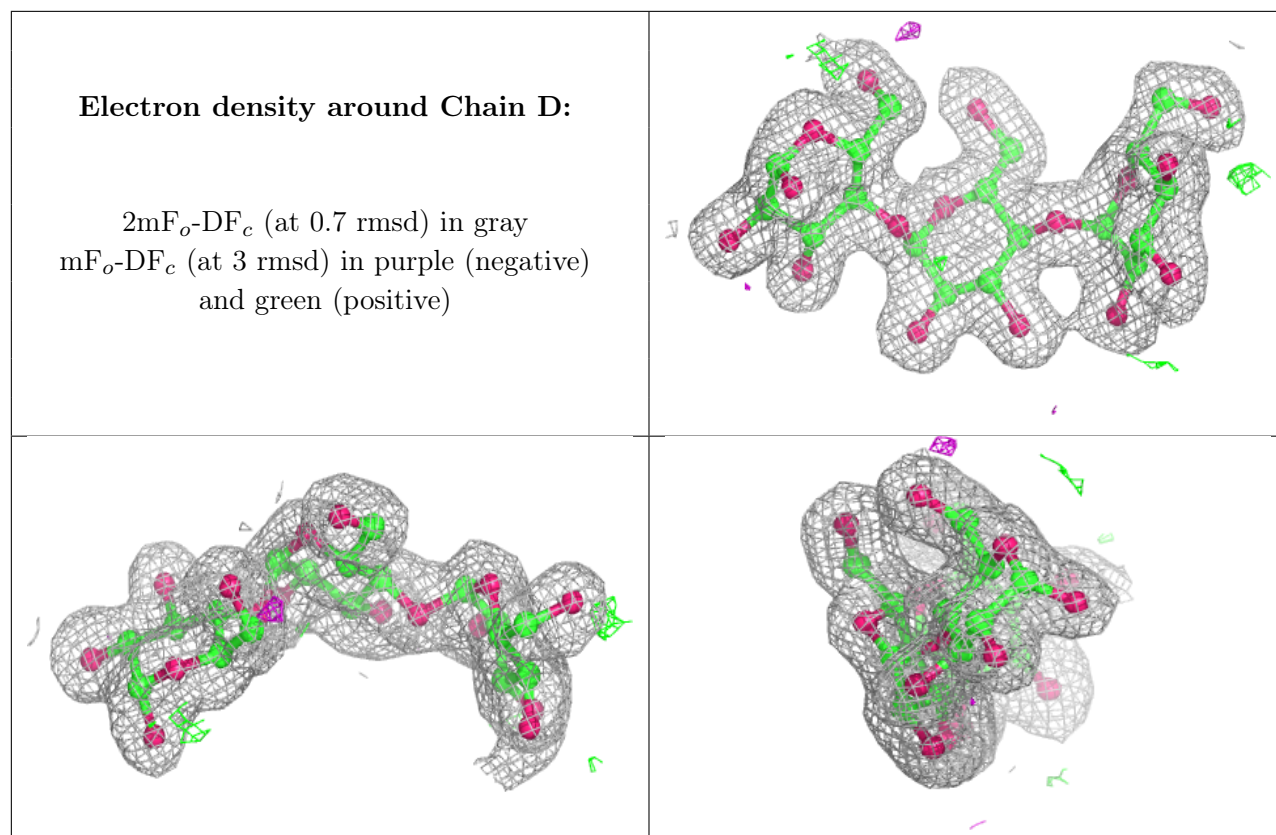 Electron density around Chain D:
2mFₒ-DF𝒸 (at 0.7 rmsd) in gray
mFₒ-DF𝒸 (at 3 rmsd) in purple (negative)
and green (positive)